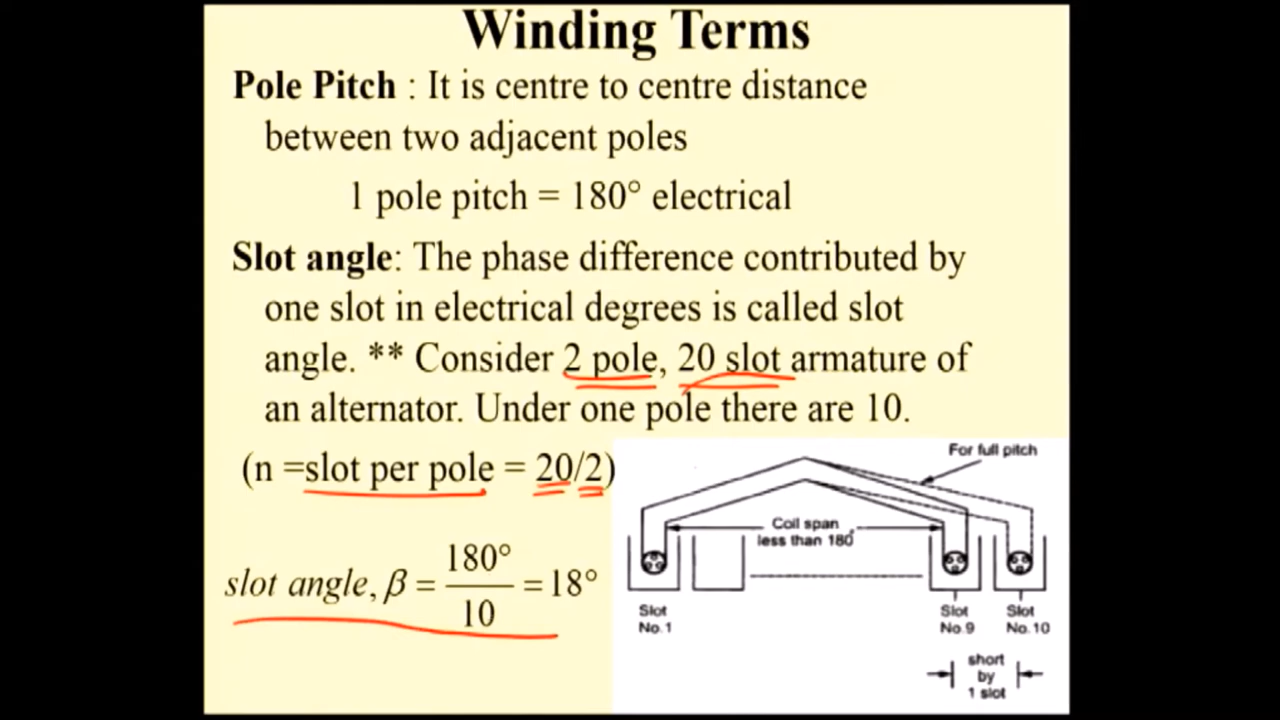 Winding Terms
Pole Pitch : It is centre to centre distance
between two adjacent poles
1 pole pitch = 180° electrical
Slot angle: The phase difference contributed by
one slot in electrical degrees is called slot
angle. ** Consider 2 pole, 20 slot armature of
an alternator. Under one pole there are 10.
(n =slot per pole = 20/2)
slot angle, β = 180° / 10 = 18°
For full pitch
Coil span
less than 180°
Slot
No.1
Slot
No.9
Slot
No.10
short
by
1 slot